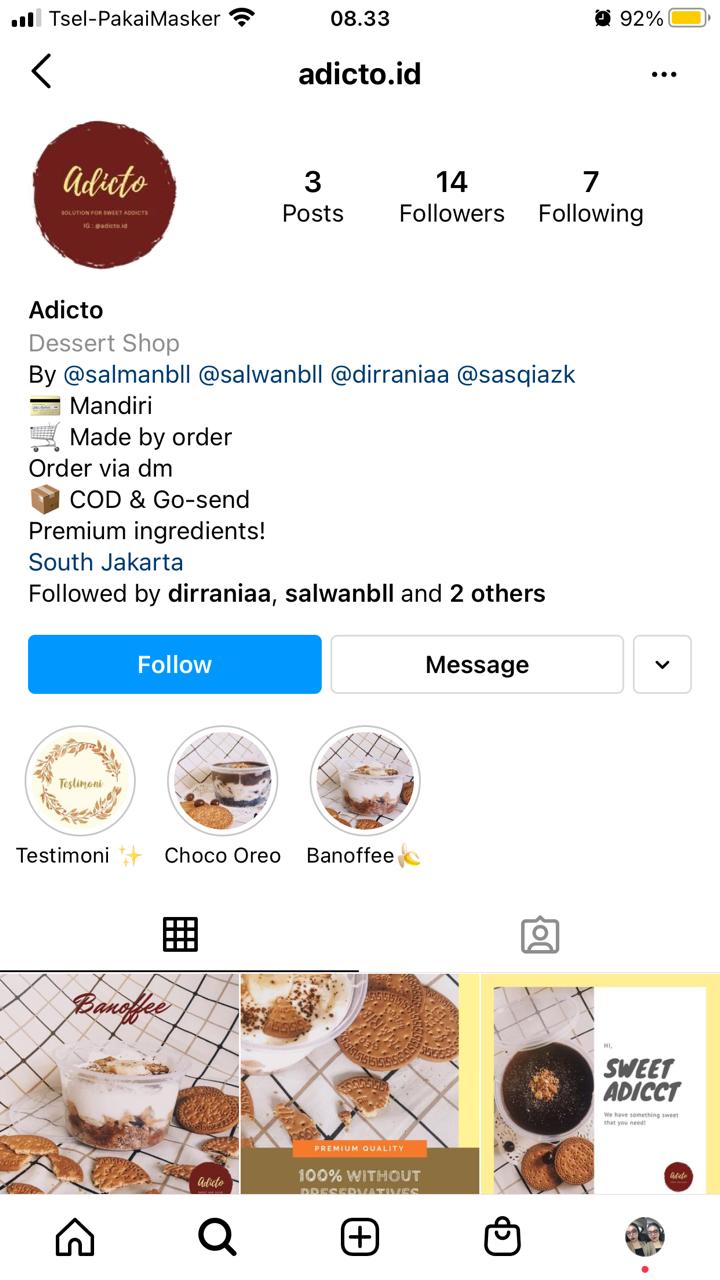 Tsel-PakaiMasker 08.33 92%
adicto.id
Adicto
SOLUTION FOR SWEET ADDICTS
IG : @adicto.id
3 14 7
Posts Followers Following
Adicto
Dessert Shop
By @salmanbll @salwanbll @dirraniaa @sasqiazk
💳 Mandiri
🛒 Made by order
Order via dm
📦 COD & Go-send
Premium ingredients!
South Jakarta
Followed by dirraniaa, salwanbll and 2 others
Follow Message
Testimoni
Testimoni ✨ Choco Oreo Banoffee🍌
Banoffee
Adicto
PREMIUM QUALITY
100% WITHOUT
PRESERVATIVES
HI,
SWEET
ADICCT
We have something sweet
that you need!
Adicto